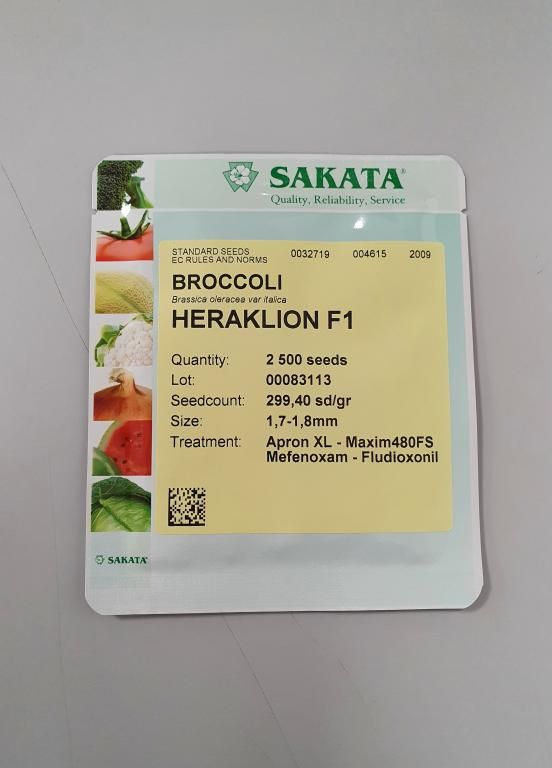 SAKATA®
Quality, Reliability, Service
STANDARD SEEDS
EC RULES AND NORMS 0032719 004615 2009
BROCCOLI
Brassica oleracea var italica
HERAKLION F1
Quantity: 2 500 seeds
Lot: 00083113
Seedcount: 299,40 sd/gr
Size: 1,7-1,8mm
Treatment: Apron XL - Maxim480FS
Mefenoxam - Fludioxonil
SAKATA®